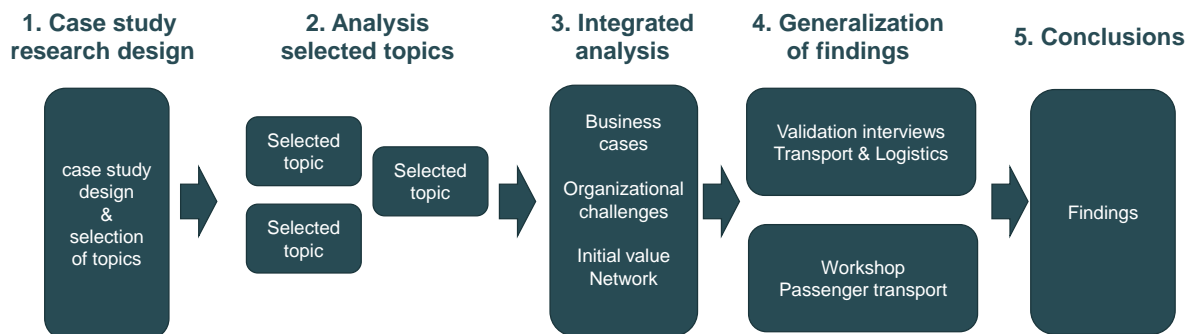 1. Case study
research design
2. Analysis
selected topics
3. Integrated
analysis
4. Generalization
of findings
5. Conclusions
case study
design
&
selection
of topics
Selected
topic
Selected
topic
Selected
topic
Business
cases
Organizational
challenges
Initial value
Network
Validation interviews
Transport & Logistics
Workshop
Passenger transport
Findings